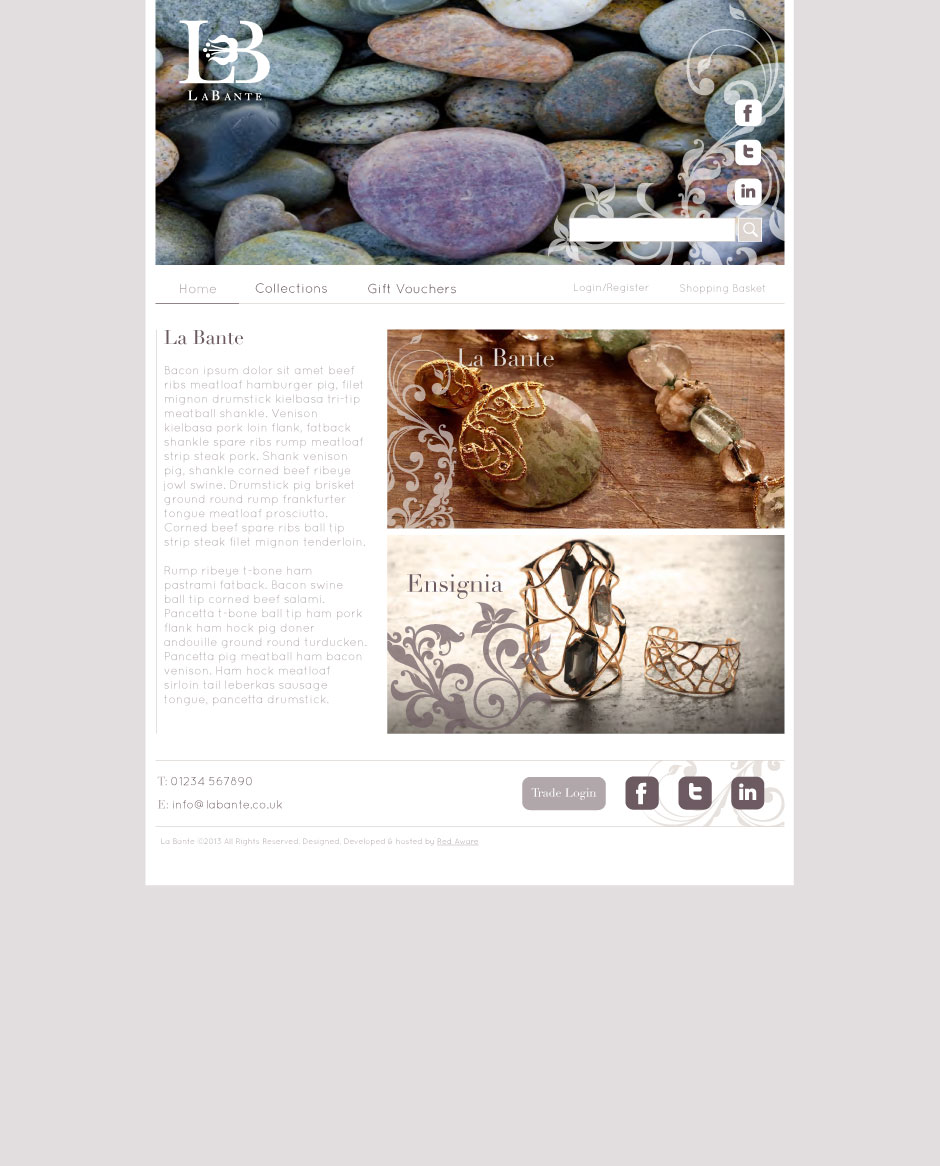 LB
LABANTE
Home
Collections
Gift Vouchers
Login/Register
Shopping Basket
La Bante
Bacon ipsum dolor sit amet beef
ribs meatloaf hamburger pig, filet
mignon drumstick kielbasa tri-tip
meatball shankle. Venison
kielbasa pork loin flank, fatback
shankle spare ribs rump meatloaf
strip steak pork. Shank venison
pig, shankle corned beef ribeye
jowl swine. Drumstick pig brisket
ground round rump frankfurter
tongue meatloaf prosciutto.
Corned beef spare ribs ball tip
strip steak filet mignon tenderloin.
Rump ribeye t-bone ham
pastrami fatback. Bacon swine
ball tip corned beef salami.
Pancetta t-bone ball tip ham pork
flank ham hock pig doner
andouille ground round turducken.
Pancetta pig meatball ham bacon
venison. Ham hock meatloaf
sirloin tail leberkas sausage
tongue, pancetta drumstick.
La Bante
Ensignia
T: 01234 567890
E: info@labante.co.uk
Trade Login
La Bante ©2013 All Rights Reserved. Designed, Developed & hosted by Red Aware